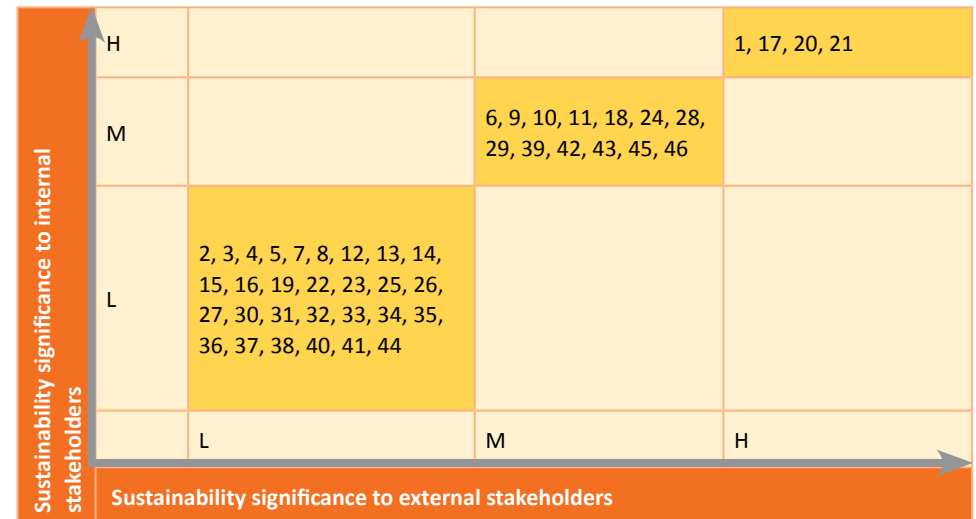 Sustainability significance to internal
stakeholders
H
1, 17, 20, 21
M
6, 9, 10, 11, 18, 24, 28,
29, 39, 42, 43, 45, 46
L
2, 3, 4, 5, 7, 8, 12, 13, 14,
15, 16, 19, 22, 23, 25, 26,
27, 30, 31, 32, 33, 34, 35,
36, 37, 38, 40, 41, 44
L
M
H
Sustainability significance to external stakeholders